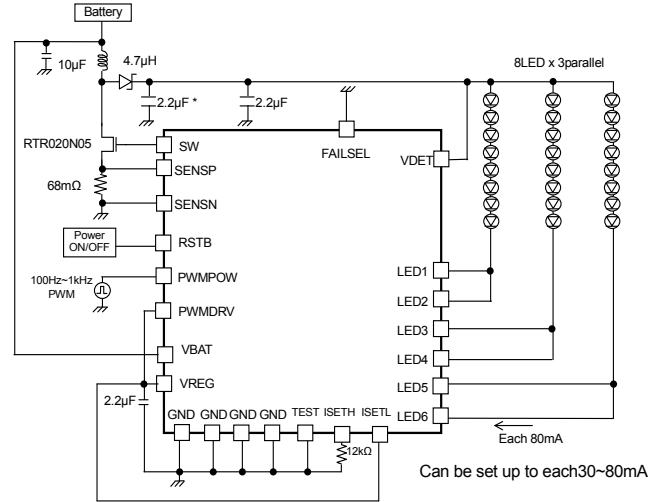 Battery
10μF
4.7μH
8LED x 3parallel
2.2μF *
2.2μF
RTR020N05
SW
FAILSEL
VDET
SENSP
68mΩ
SENSN
Power
ON/OFF
RSTB
100Hz~1kHz
PWM
PWMPOW
LED1
PWMDRV
LED2
LED3
VBAT
LED4
VREG
LED5
2.2μF
GND GND GND GND TEST ISETH ISETL
LED6
Each 80mA
12kΩ
Can be set up to each30~80mA